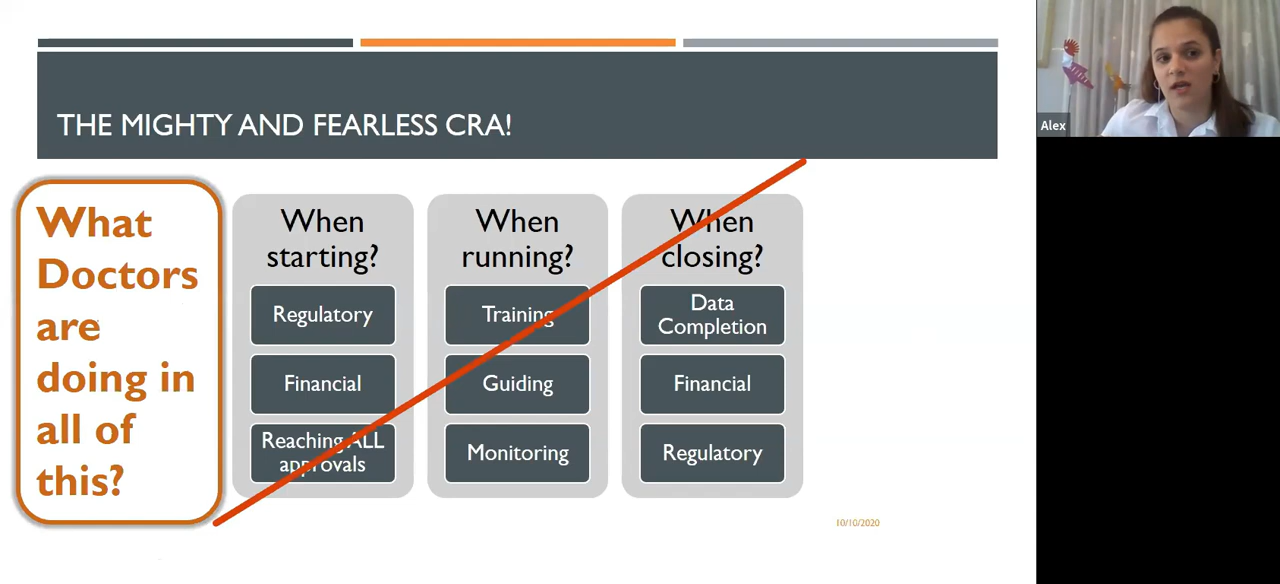 THE MIGHTY AND FEARLESS CRA!
What
Doctors
are
doing in
all of
this?
When
starting?
Regulatory
Financial
Reaching ALL
approvals
When
running?
Training
Guiding
Monitoring
When
closing?
Data
Completion
Financial
Regulatory
10/10/2020
Alex